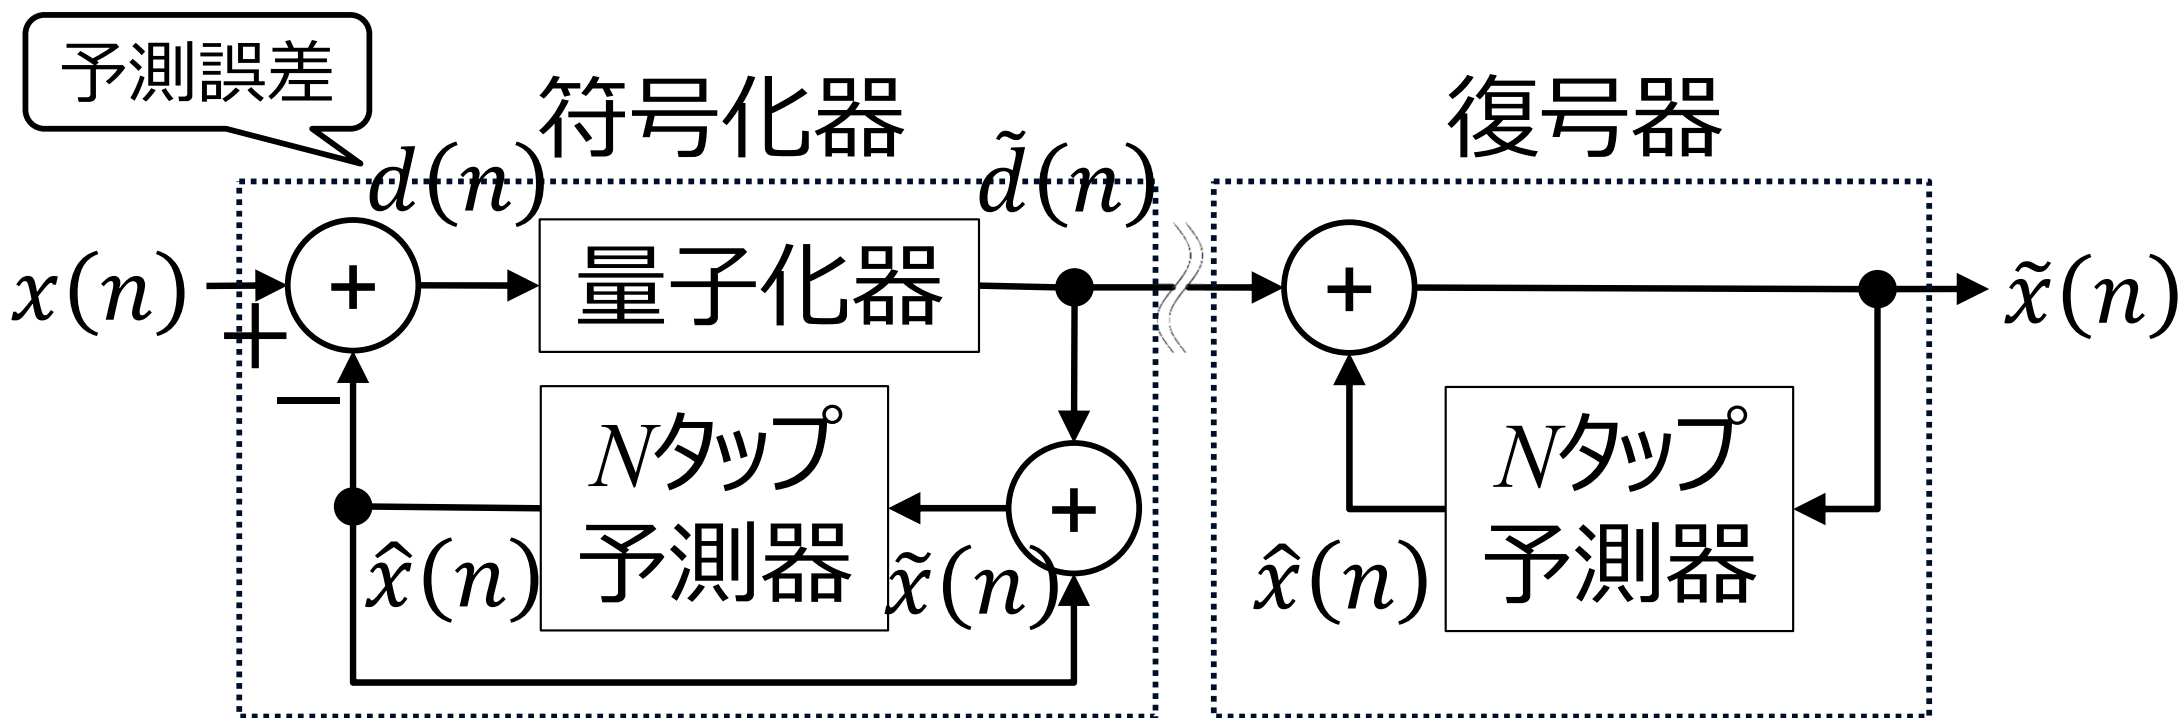 予測誤差
符号化器
復号器
d(n)
d̃(n)
x(n)
+
+
−
量子化器
+
x̃(n)
Nタップ
予測器
+
x̂(n)
x̃(n)
Nタップ
予測器
x̂(n)